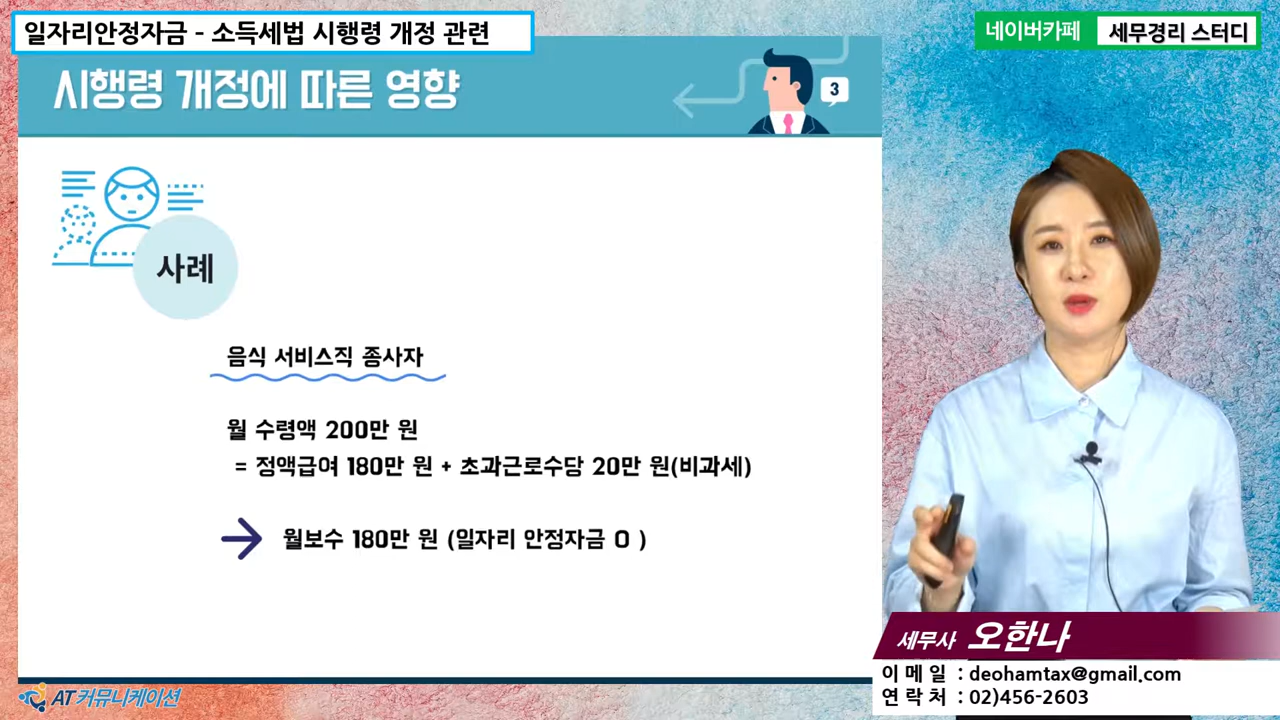 일자리안정자금 - 소득세법 시행령 개정 관련
네이버카페 세무경리 스터디
시행령 개정에 따른 영향
3
사례
음식 서비스직 종사자
월 수령액 200만 원
= 정액급여 180만 원 + 초과근로수당 20만 원(비과세)
월보수 180만 원 (일자리 안정자금 O )
세무사 오한나
이 메 일 : deohamtax@gmail.com
연 락 처 : 02)456-2603
AT커뮤니케이션